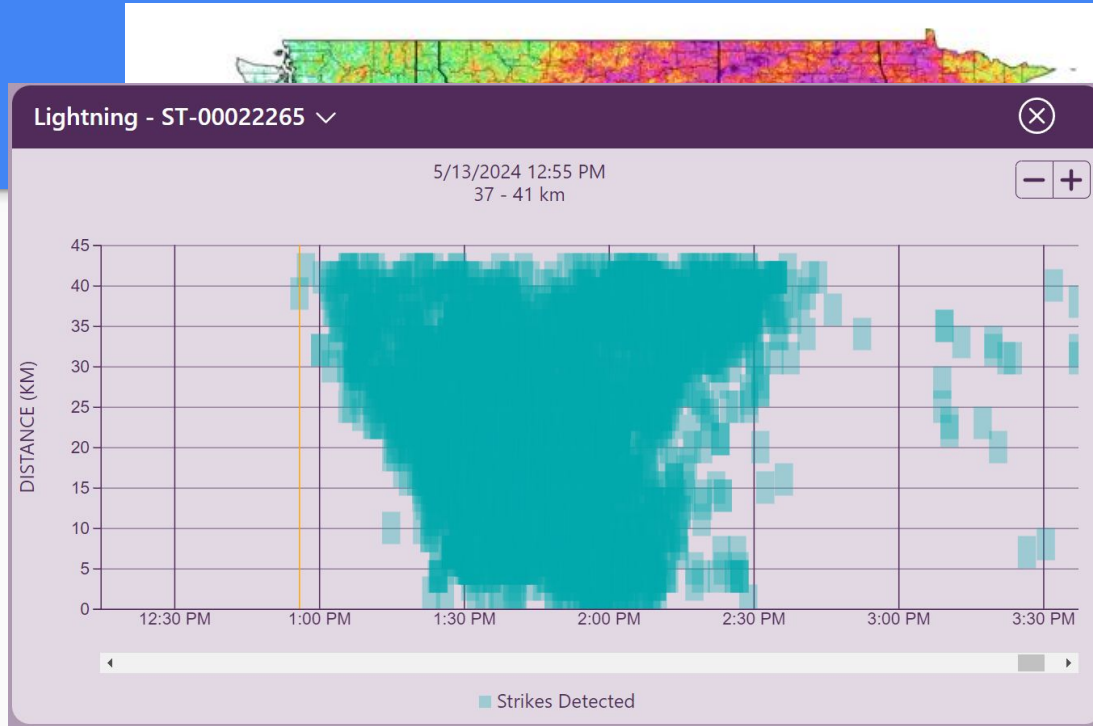 Lightning - ST-00022265
5/13/2024 12:55 PM
37 - 41 km
DISTANCE (KM)
45
40
35
30
25
20
15
10
5
0
12:30 PM 1:00 PM 1:30 PM 2:00 PM 2:30 PM 3:00 PM 3:30 PM
Strikes Detected